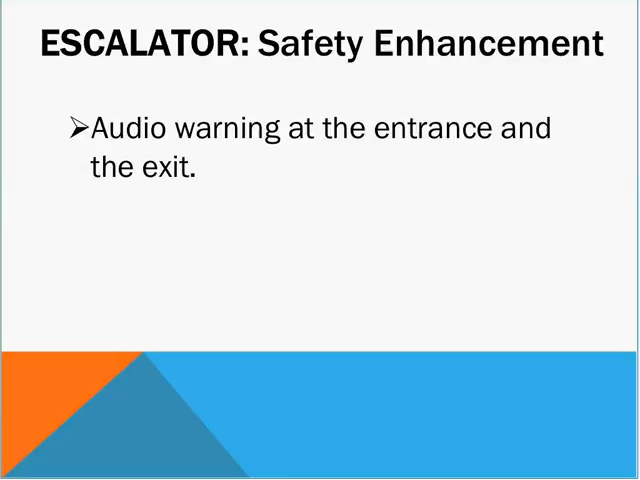 ESCALATOR: Safety Enhancement
➢Audio warning at the entrance and
the exit.